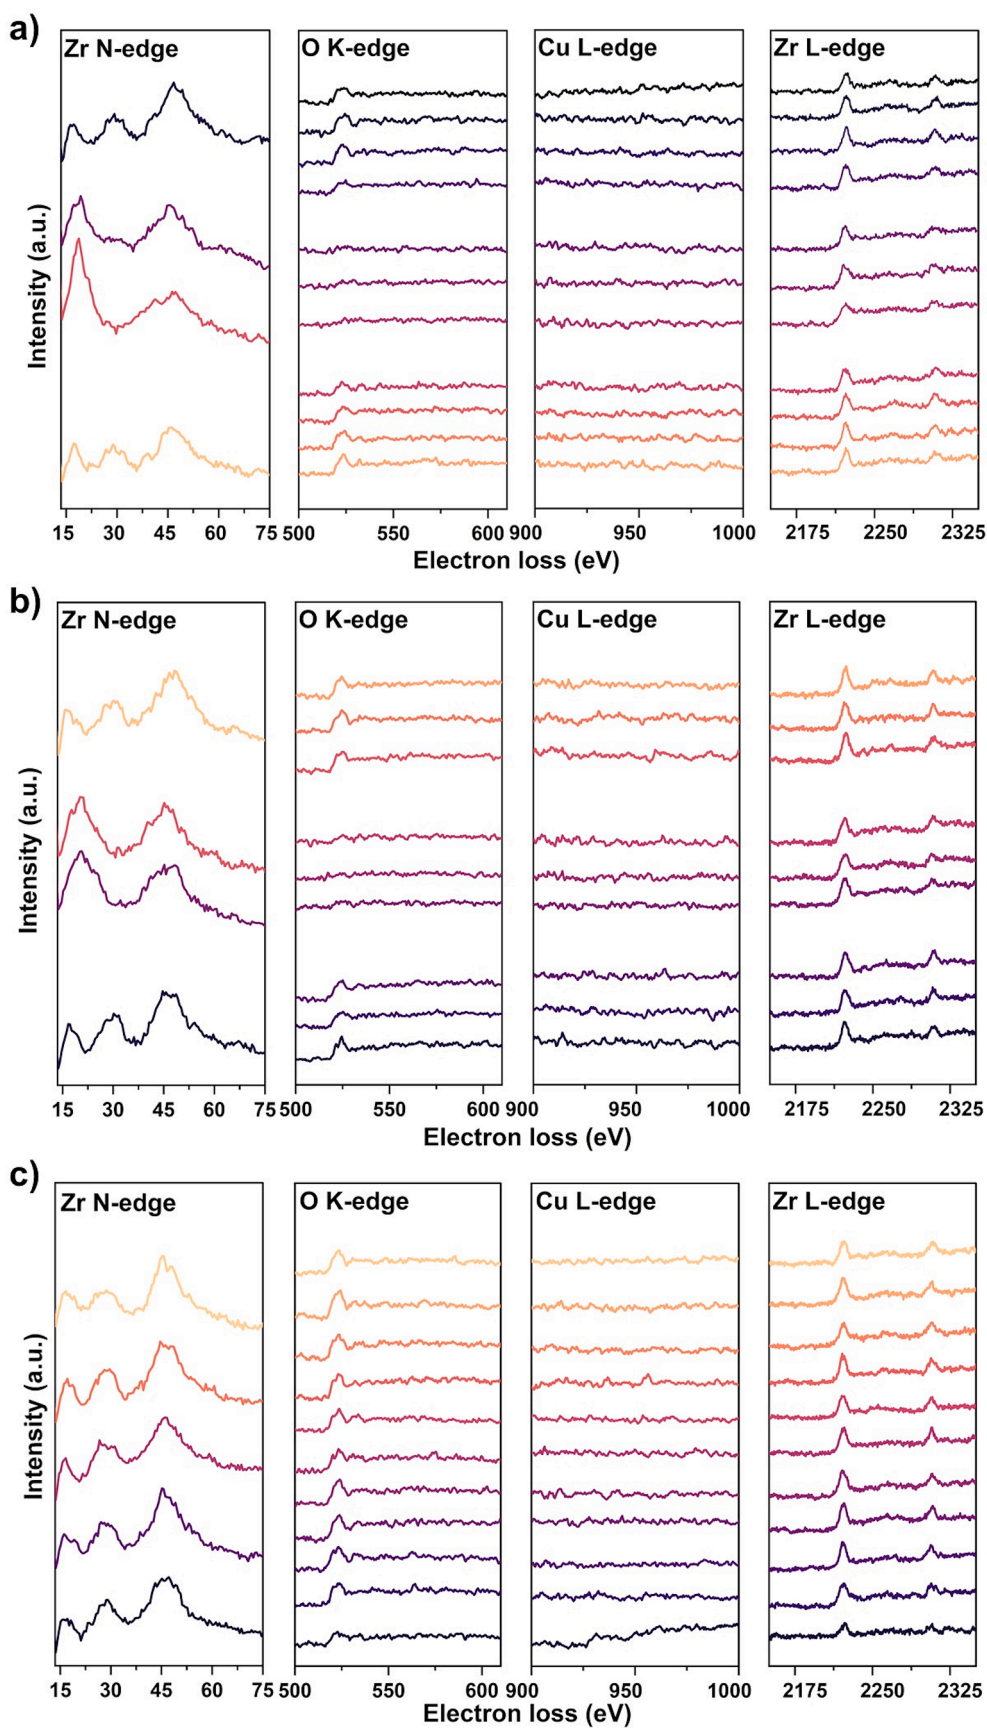 a)
Zr N-edge
O K-edge
Cu L-edge
Zr L-edge
Intensity (a.u.)
15 30 45 60 75 500 550 600 900 950 1000 2175 2250 2325
Electron loss (eV)
b)
Zr N-edge
O K-edge
Cu L-edge
Zr L-edge
Intensity (a.u.)
15 30 45 60 75 500 550 600 900 950 1000 2175 2250 2325
Electron loss (eV)
c)
Zr N-edge
O K-edge
Cu L-edge
Zr L-edge
Intensity (a.u.)
15 30 45 60 75 500 550 600 900 950 1000 2175 2250 2325
Electron loss (eV)